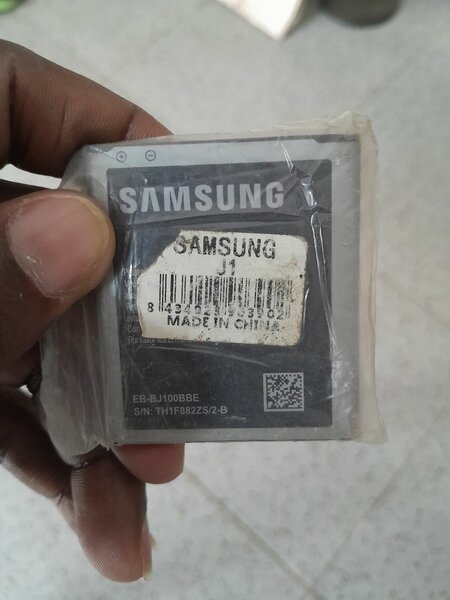 SAMSUNG
SAMSUNG
J1
MADE IN CHINA
EB-BJ100BBE
S/N: TH1F882ZS/2-B